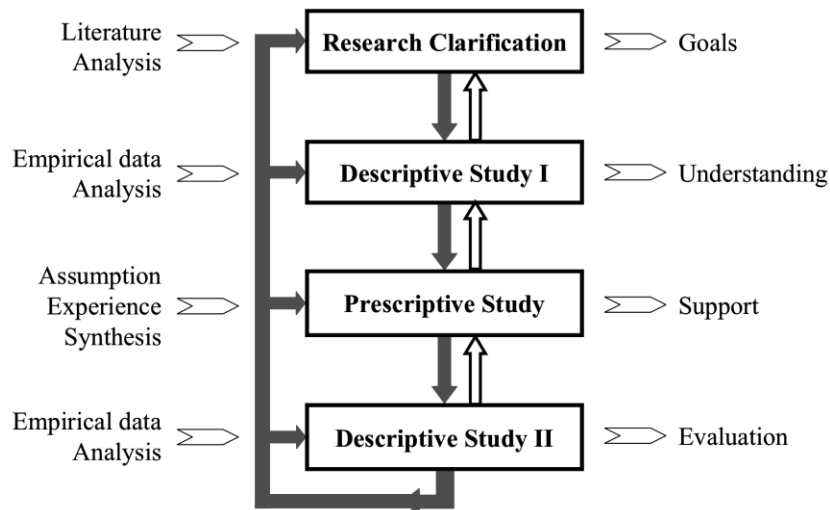 Literature
Analysis
Research Clarification
Goals
Empirical data
Analysis
Descriptive Study I
Understanding
Assumption
Experience
Synthesis
Prescriptive Study
Support
Empirical data
Analysis
Descriptive Study II
Evaluation